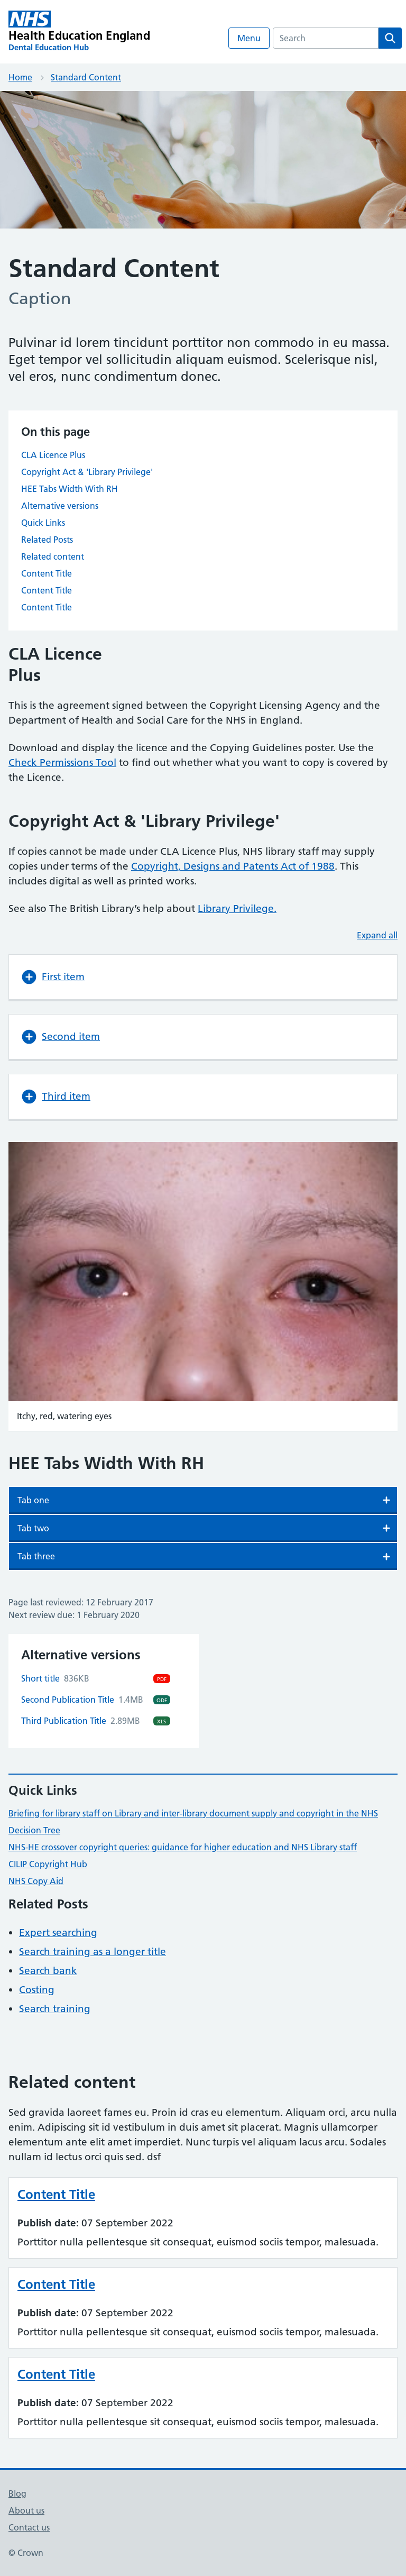 NHS
Health Education England
Dental Education Hub
Menu
Search
Home
Standard Content
Standard Content
Caption
Pulvinar id lorem tincidunt porttitor non commodo in eu massa.
Eget tempor vel sollicitudin aliquam euismod. Scelerisque nisl,
vel eros, nunc condimentum donec.
On this page
CLA Licence Plus
Copyright Act & 'Library Privilege'
HEE Tabs Width With RH
Alternative versions
Quick Links
Related Posts
Related content
Content Title
Content Title
Content Title
CLA Licence
Plus
This is the agreement signed between the Copyright Licensing Agency and the
Department of Health and Social Care for the NHS in England.
Download and display the licence and the Copying Guidelines poster. Use the
Check Permissions Tool to find out whether what you want to copy is covered by
the Licence.
Copyright Act & 'Library Privilege'
If copies cannot be made under CLA Licence Plus, NHS library staff may supply
copies under terms of the Copyright, Designs and Patents Act of 1988. This
includes digital as well as printed works.
See also The British Library's help about Library Privilege.
Expand all
First item
Second item
Third item
Itchy, red, watering eyes
HEE Tabs Width With RH
Tab one
Tab two
Tab three
Page last reviewed: 12 February 2017
Next review due: 1 February 2020
Alternative versions
Short title 836KB PDF
Second Publication Title 1.4MB ODF
Third Publication Title 2.89MB XLS
Quick Links
Briefing for library staff on Library and inter-library document supply and copyright in the NHS
Decision Tree
NHS-HE crossover copyright queries: guidance for higher education and NHS Library staff
CILIP Copyright Hub
NHS Copy Aid
Related Posts
Expert searching
Search training as a longer title
Search bank
Costing
Search training
Related content
Sed gravida laoreet fames eu. Proin id cras eu elementum. Aliquam orci, arcu nulla
enim. Adipiscing sit id vestibulum in duis amet sit placerat. Magnis ullamcorper
elementum ante elit amet imperdiet. Nunc turpis vel aliquam lacus arcu. Sodales
nullam id lectus orci quis sed. dsf
Content Title
Publish date: 07 September 2022
Porttitor nulla pellentesque sit consequat, euismod sociis tempor, malesuada.
Content Title
Publish date: 07 September 2022
Porttitor nulla pellentesque sit consequat, euismod sociis tempor, malesuada.
Content Title
Publish date: 07 September 2022
Porttitor nulla pellentesque sit consequat, euismod sociis tempor, malesuada.
Blog
About us
Contact us
© Crown